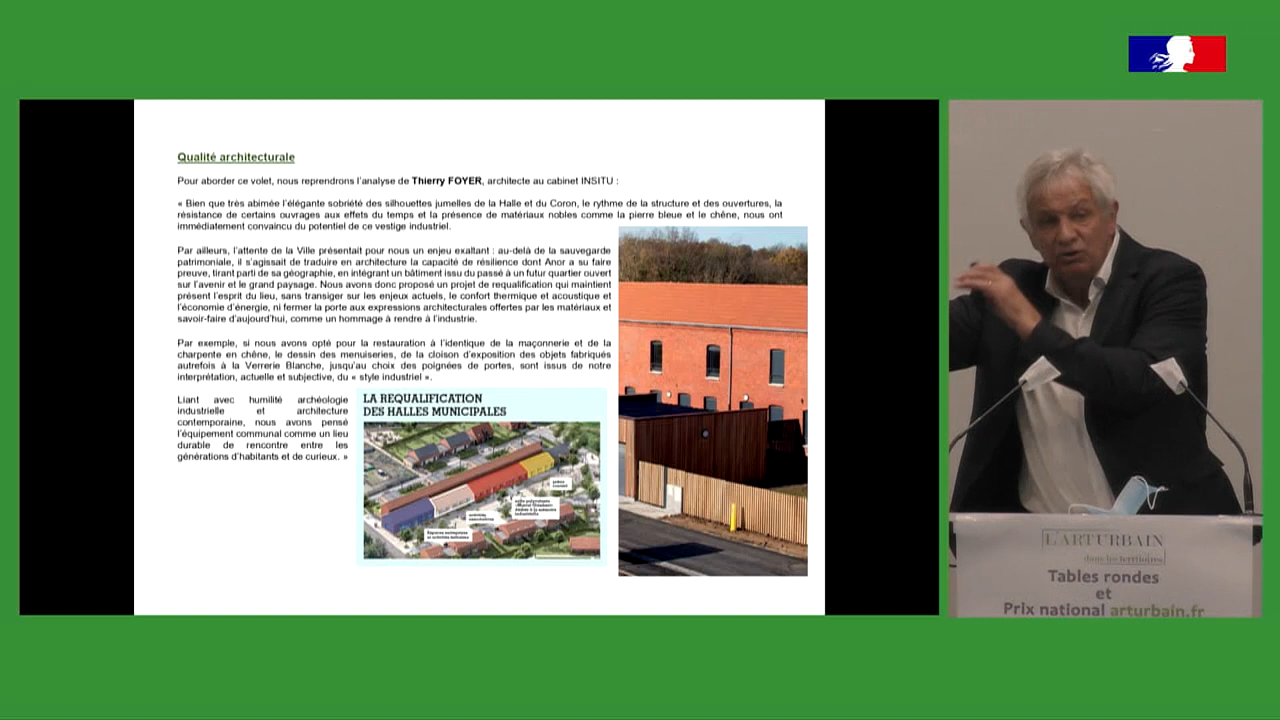 Qualité architecturale
Pour aborder ce volet, nous reprendrons l'analyse de Thierry FOYER, architecte au cabinet INSITU :
« Bien que très abimée l'élégante sobriété des silhouettes jumelles de la Halle et du Coron, le rythme de la structure et des ouvertures, la
résistance de certains ouvrages aux effets du temps et la présence de matériaux nobles comme la pierre bleue et le chêne, nous ont
immédiatement convaincu du potentiel de ce vestige industriel.
Par ailleurs, l'attente de la Ville présentait pour nous un enjeu exaltant : au-delà de la sauvegarde
patrimoniale, il s'agissait de traduire en architecture la capacité de résilience dont Anor a su faire
preuve, tirant parti de sa géographie, en intégrant un bâtiment issu du passé à un futur quartier ouvert
sur l'avenir et le grand paysage. Nous avons donc proposé un projet de requalification qui maintient
présent l'esprit du lieu, sans transiger sur les enjeux actuels, le confort thermique et acoustique et
l'économie d'énergie, ni fermer la porte aux expressions architecturales offertes par les matériaux et
savoir-faire d'aujourd'hui, comme un hommage à rendre à l'industrie.
Par exemple, si nous avons opté pour la restauration à l'identique de la maçonnerie et de la
charpente en chêne, le dessin des menuiseries, de la cloison d'exposition des objets fabriqués
autrefois à la Verrerie Blanche, jusqu'au choix des poignées de portes, sont issus de notre
interprétation, actuelle et subjective, du « style industriel ».
Liant avec humilité archéologie
industrielle et architecture
contemporaine, nous avons pensé
l'équipement communal comme un lieu
durable de rencontre entre les
générations d'habitants et de curieux. »
LA REQUALIFICATION
DES HALLES MUNICIPALES
L'ARTURBAIN
dans les territoires
Tables rondes
et
Prix national arturbain.fr